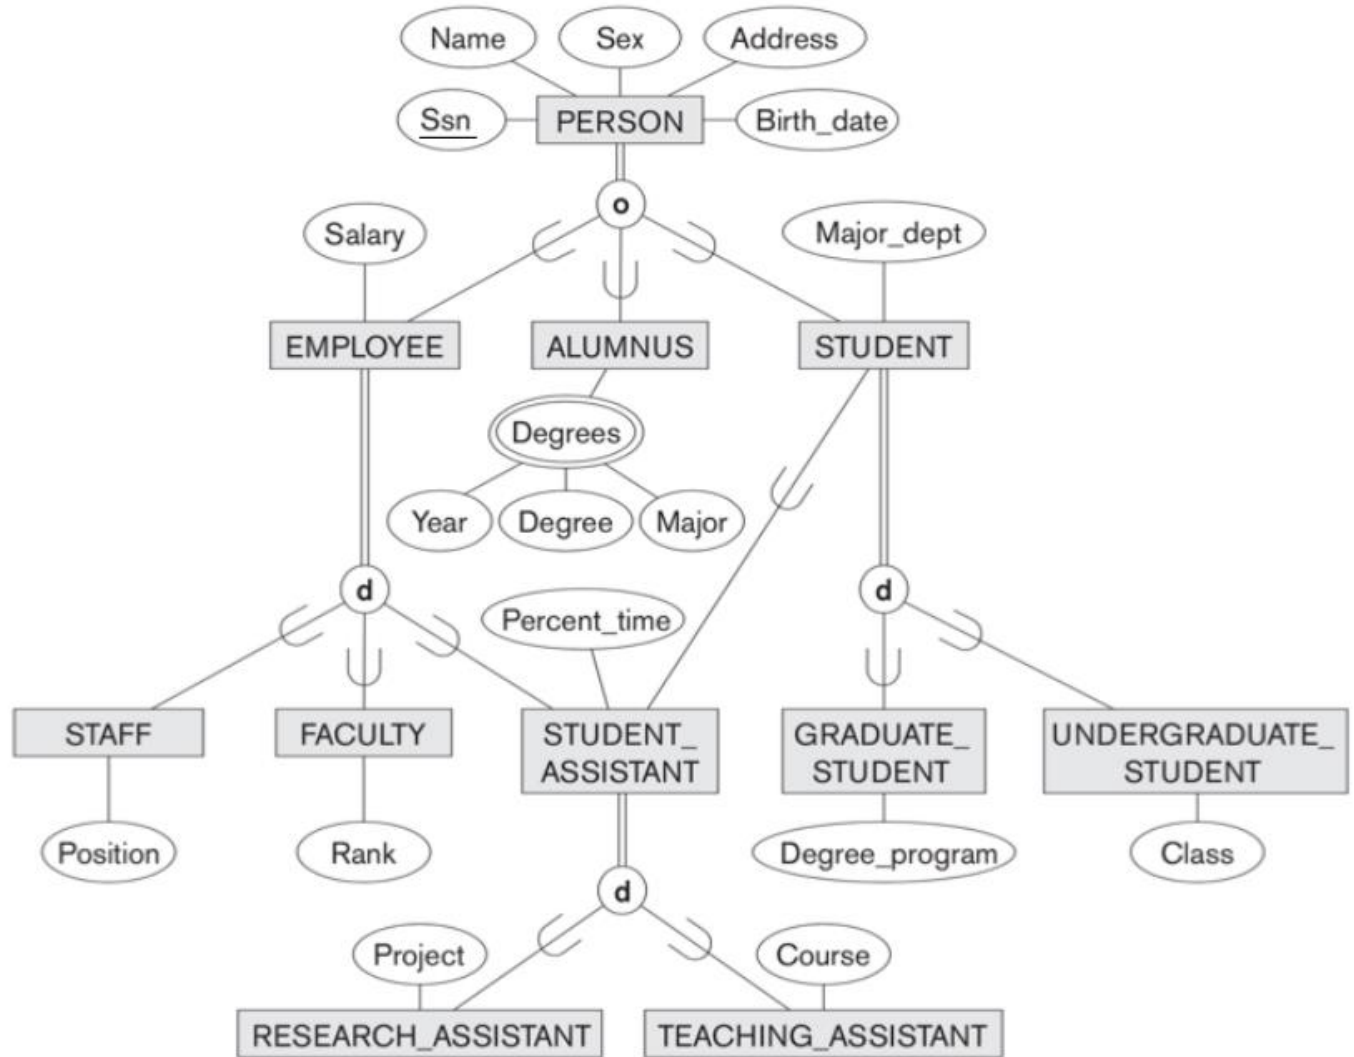 Name
Sex
Address
Ssn
PERSON
Birth_date
o
Salary
Major_dept
EMPLOYEE
ALUMNUS
STUDENT
Degrees
Year
Degree
Major
d
d
Percent_time
STAFF
FACULTY
STUDENT_
ASSISTANT
GRADUATE_
STUDENT
UNDERGRADUATE_
STUDENT
Position
Rank
Degree_program
Class
d
Project
Course
RESEARCH_ASSISTANT
TEACHING_ASSISTANT